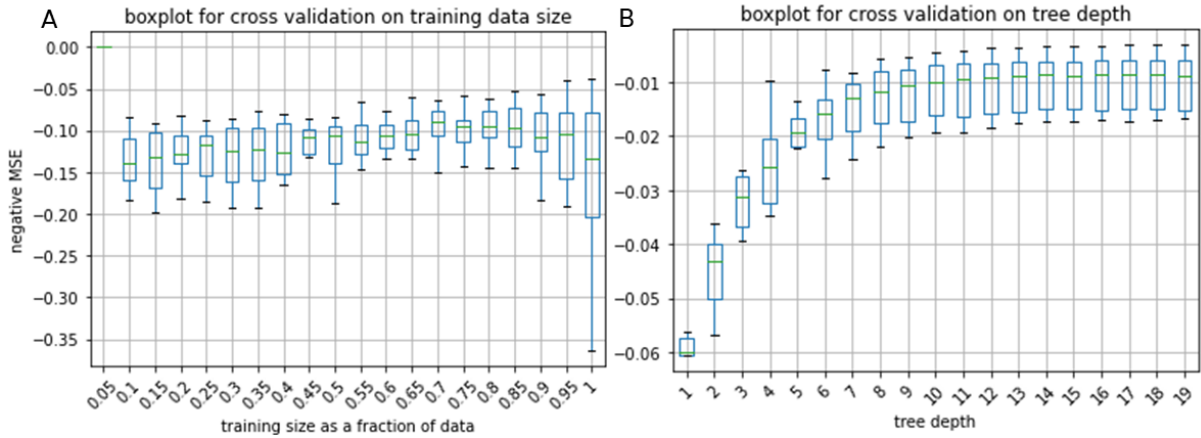 A
boxplot for cross validation on training data size
negative MSE
0.00
−0.05
−0.10
−0.15
−0.20
−0.25
−0.30
−0.35
0.05 0.1 0.15 0.2 0.25 0.3 0.35 0.4 0.45 0.5 0.55 0.6 0.65 0.7 0.75 0.8 0.85 0.9 0.95 1
training size as a fraction of data
B
boxplot for cross validation on tree depth
−0.01
−0.02
−0.03
−0.04
−0.05
−0.06
1 2 3 4 5 6 7 8 9 10 11 12 13 14 15 16 17 18 19
tree depth